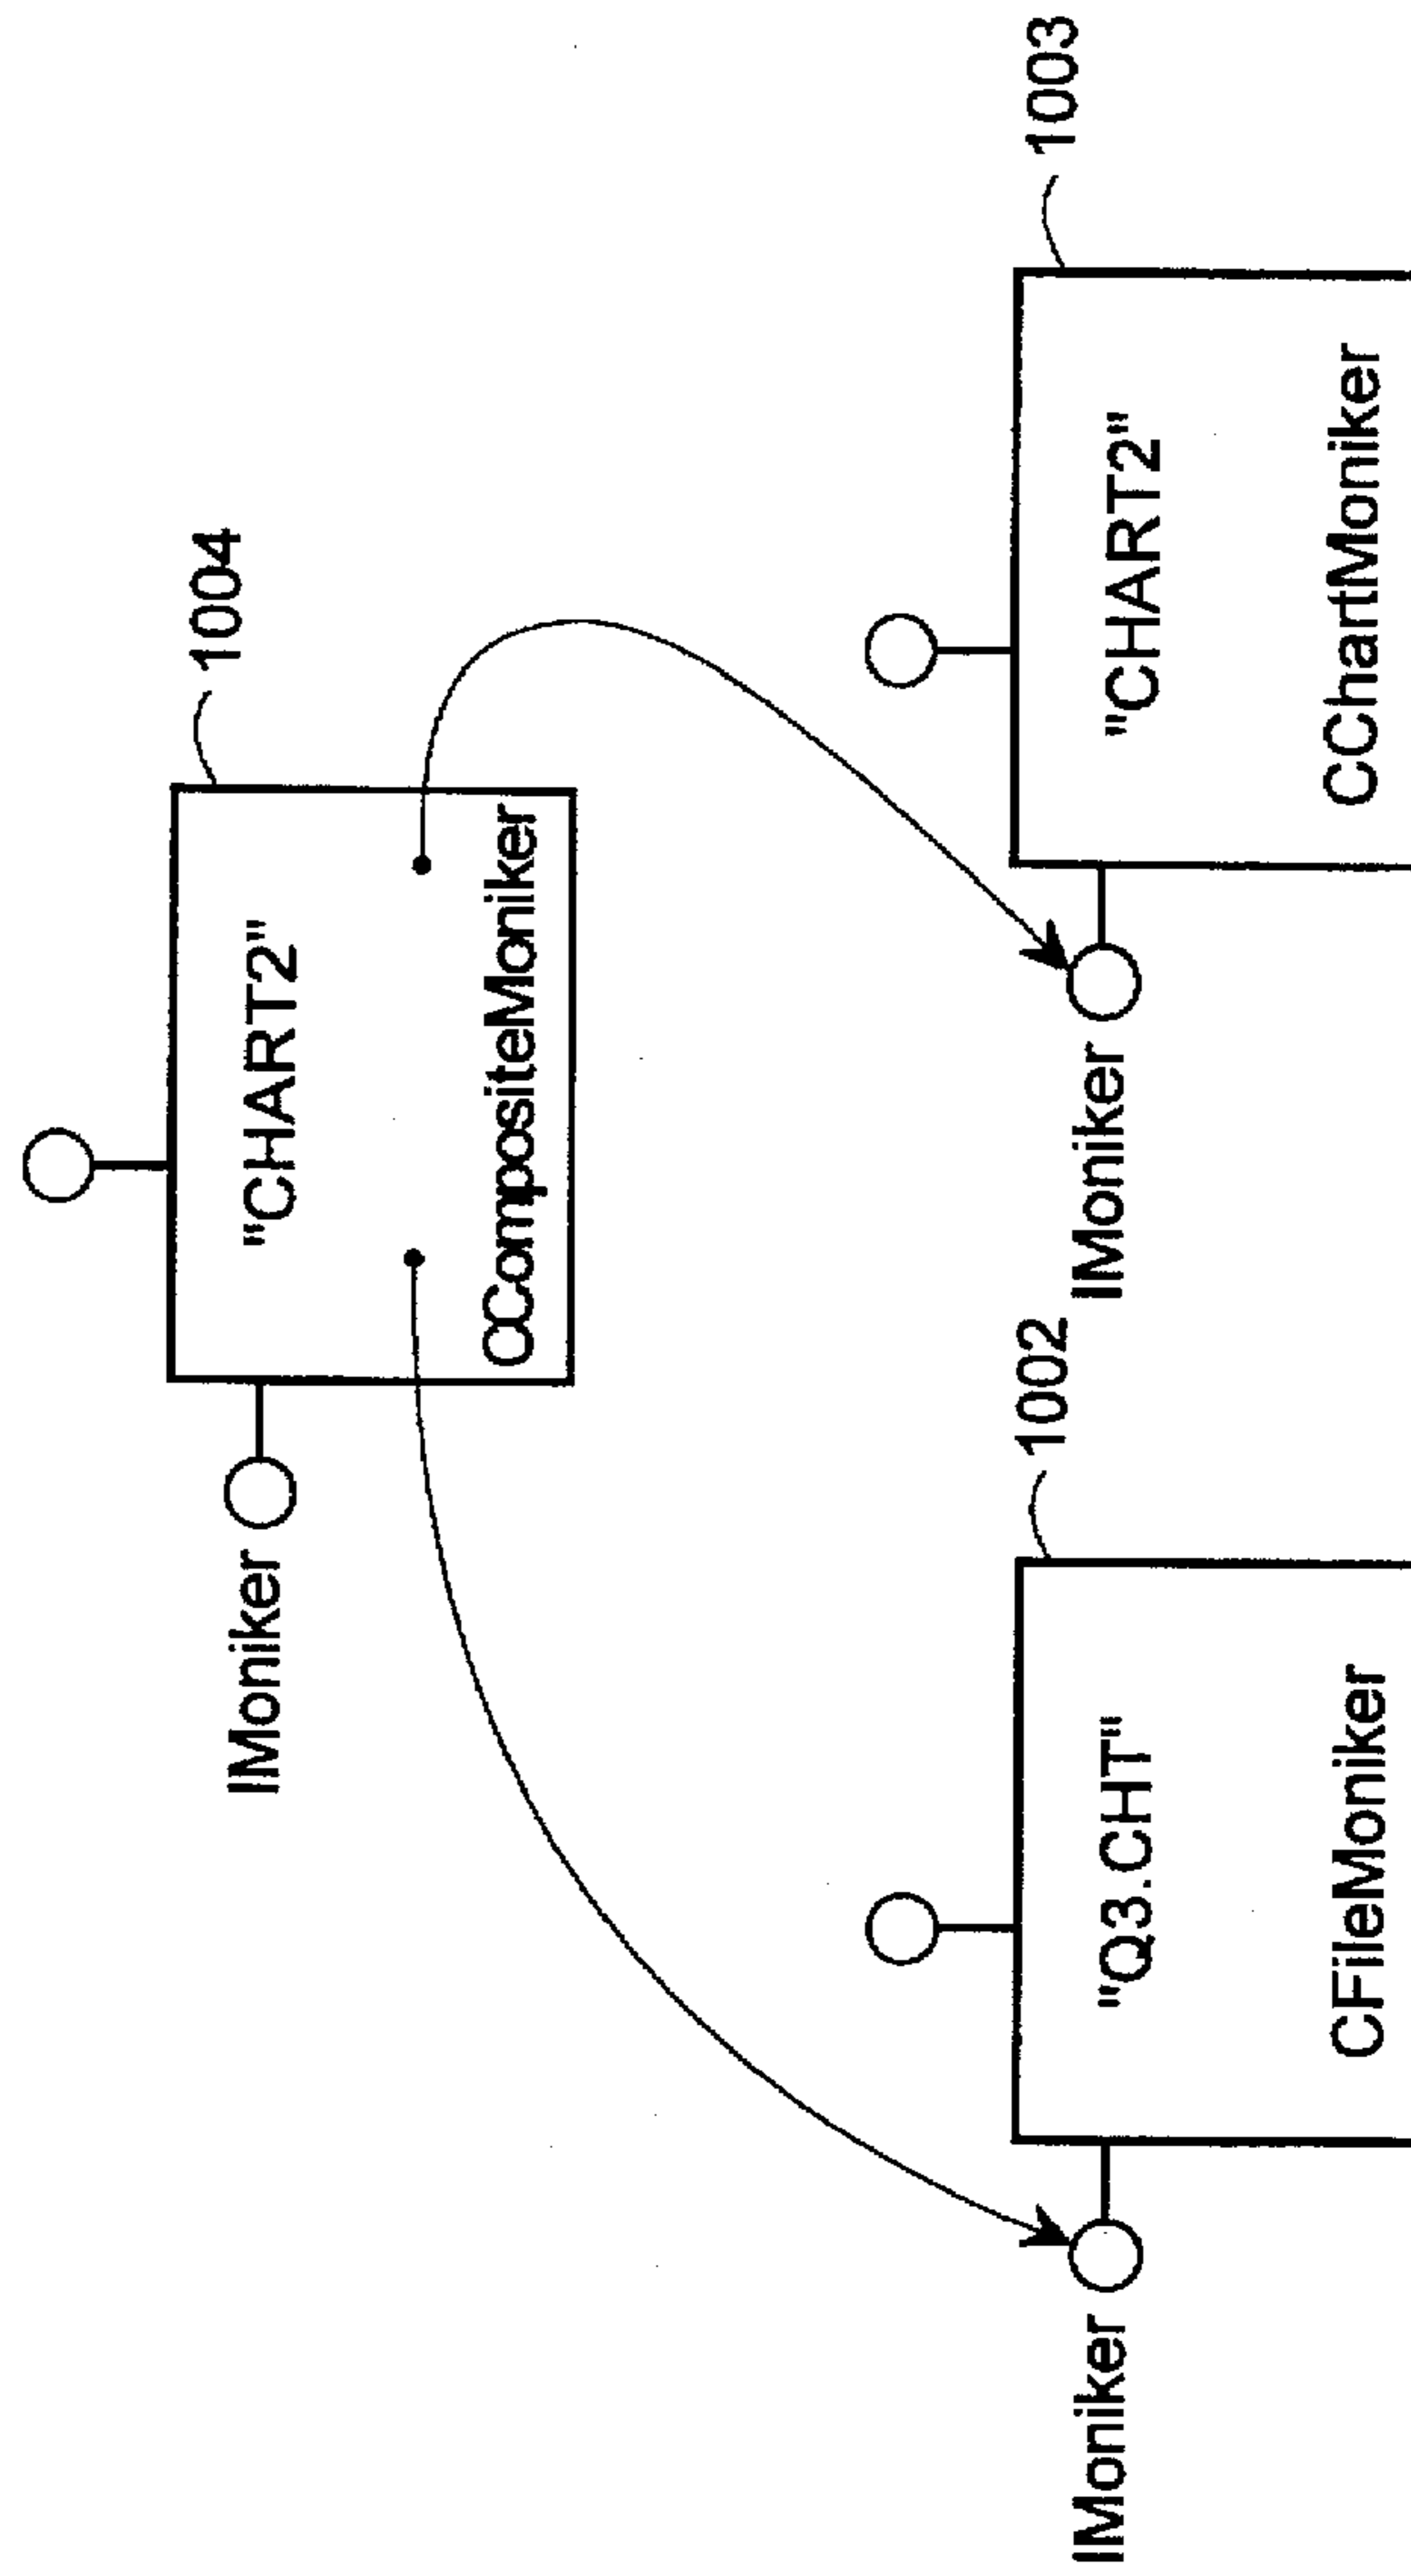 1004
"CHART2"
IMoniker
CCompositeMoniker
1002
1003
"Q3.CHT"
"CHART2"
IMoniker
IMoniker
CFileMoniker
CChartMoniker